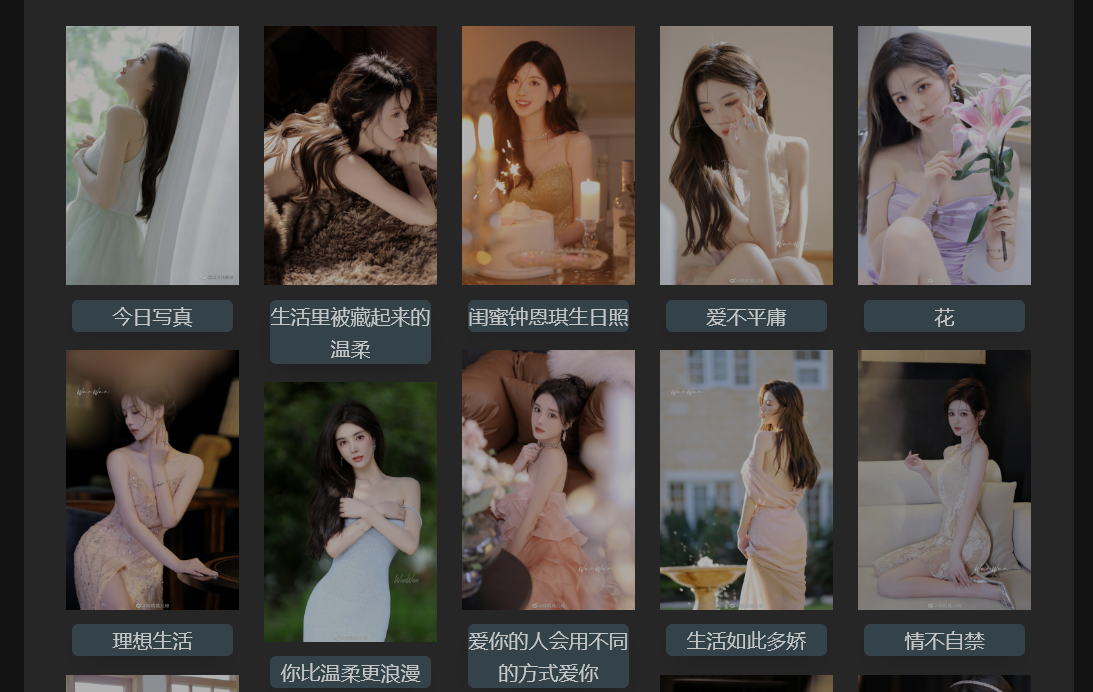 今日写真
生活里被藏起来的
温柔
闺蜜钟恩琪生日照
爱不平庸
花
理想生活
你比温柔更浪漫
爱你的人会用不同
的方式爱你
生活如此多娇
情不自禁